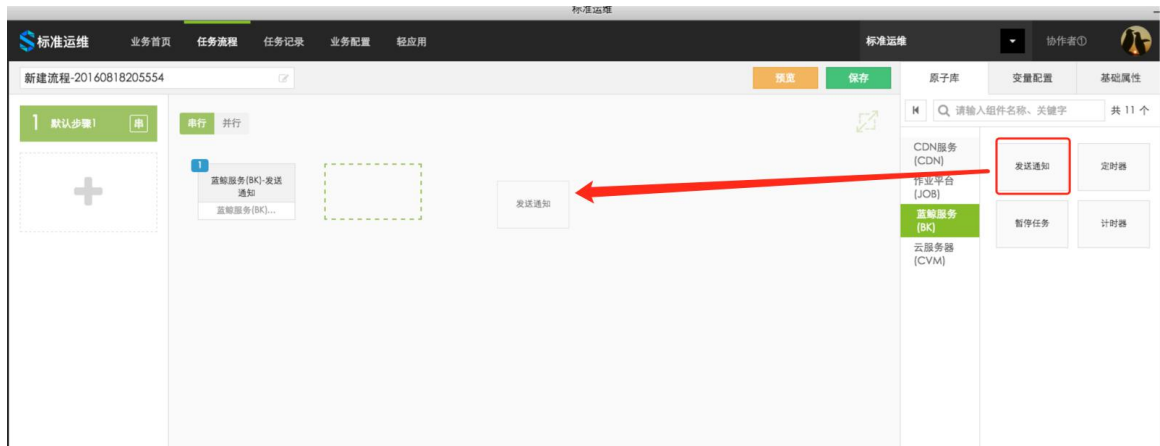 标准运维
标准运维 业务首页 任务流程 任务记录 业务配置 轻应用 标准运维 协作者①
新建流程-20160818205554 预览 保存 原子库 变量配置 基础属性
请输入组件名称、关键字 共 11 个
1 默认步骤1 串 串行 并行
CDN服务
(CDN)
作业平台
(JOB)
蓝鲸服务
(BK)
云服务器
(CVM)
发送通知 定时器
暂停任务 计时器
1
蓝鲸服务(BK)-发送
通知
蓝鲸服务(BK)...
发送通知